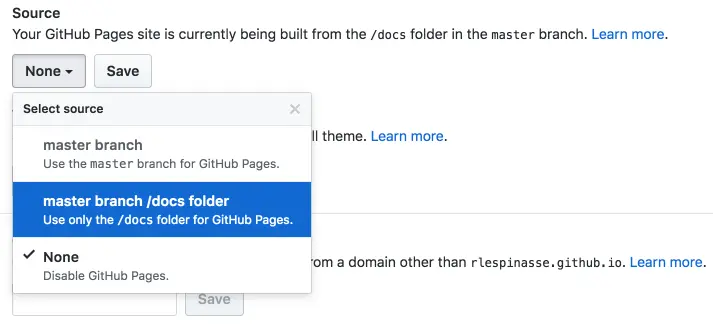 Source
Your GitHub Pages site is currently being built from the /docs folder in the master branch. Learn more.
None Save
Select source
master branch
ll theme. Learn more.
Use the master branch for GitHub Pages.
master branch /docs folder
Use only the /docs folder for GitHub Pages.
None
om a domain other than rlespinasse.github.io. Learn more.
Disable GitHub Pages.
Save